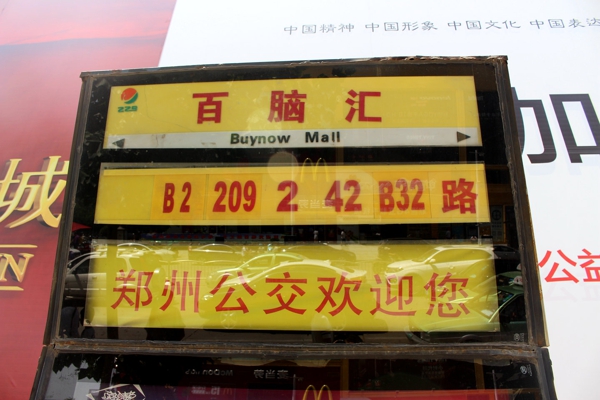 中国精神 中国形象 中国文化 中国表达
百脑汇
Buynow Mall
B2 209 2 42 B32 路
郑州公交欢迎您
城
加
公益